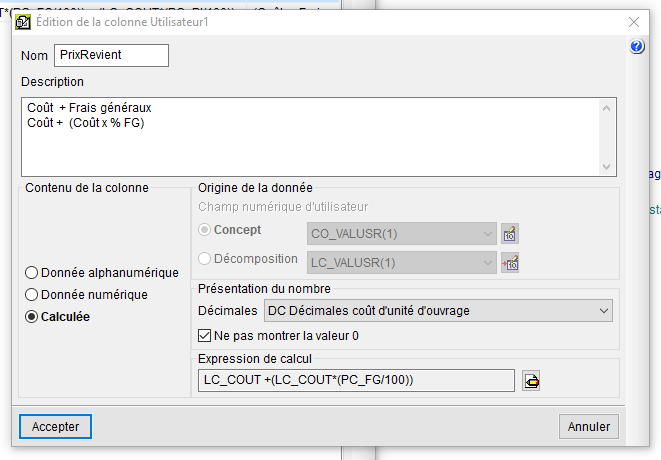 Édition de la colonne Utilisateur1
Nom PrixRevient
Description
Coût + Frais généraux
Coût + (Coût x % FG)
Contenu de la colonne
Donnée alphanumérique
Donnée numérique
Calculée
Origine de la donnée
Champ numérique d'utilisateur
Concept CO_VALUSR(1)
Décomposition LC_VALUSR(1)
Présentation du nombre
Décimales DC Décimales coût d'unité d'ouvrage
Ne pas montrer la valeur 0
Expression de calcul
LC_COUT +(LC_COUT*(PC_FG/100))
Accepter Annuler
ag
sta